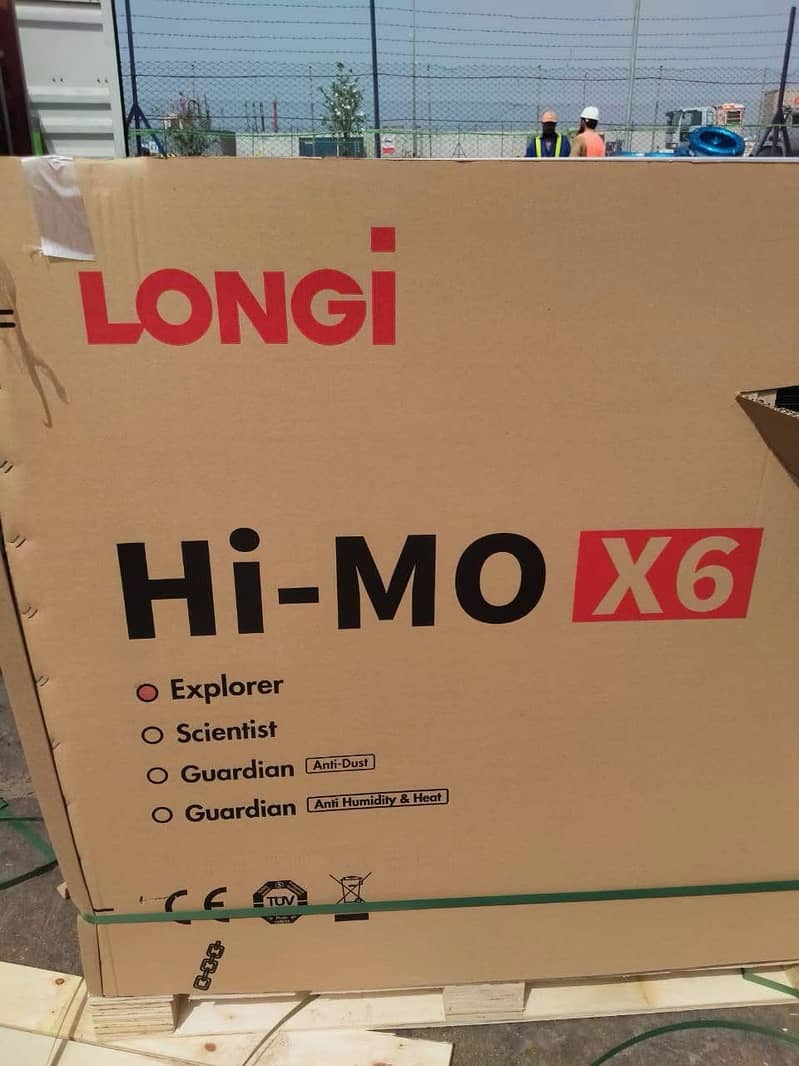 LONGi
Hi-MO X6
Explorer
Scientist
Guardian Anti-Dust
Guardian Anti Humidity & Heat
CE TÜV